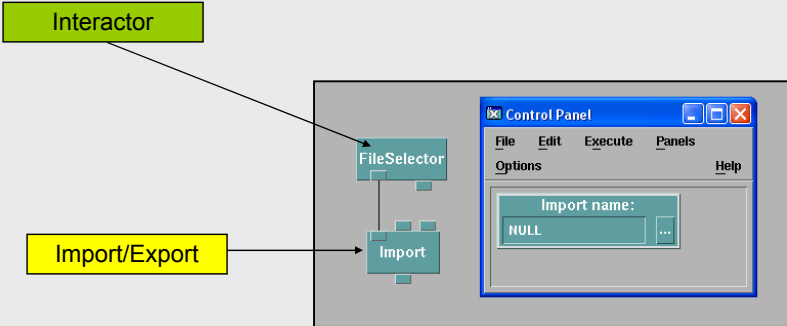 Interactor
FileSelector
Import/Export
Import
Control Panel
File Edit Execute Panels
Options Help
Import name:
NULL ...